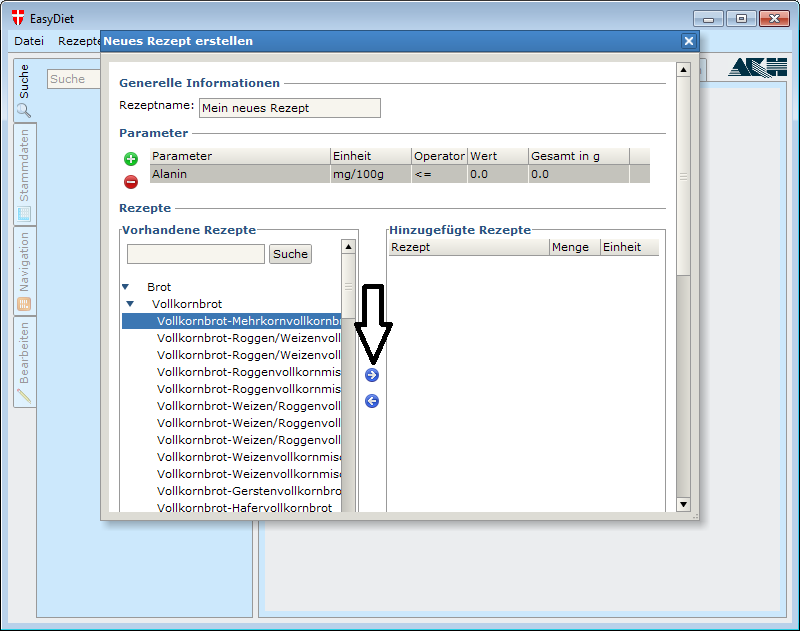 EasyDiet
Datei Rezepte
Neues Rezept erstellen
Suche
Stammdaten
Navigation
Bearbeiten
Suche
AKH
Generelle Informationen
Rezeptname: Mein neues Rezept
Parameter
Parameter Einheit Operator Wert Gesamt in g
Alanin mg/100g <= 0.0 0.0
Rezepte
Vorhandene Rezepte
Suche
Brot
Vollkornbrot
Vollkornbrot-Mehrkornvollkornbr
Vollkornbrot-Roggen/Weizenvoll
Vollkornbrot-Roggen/Weizenvoll
Vollkornbrot-Roggenvollkornmis
Vollkornbrot-Roggenvollkornmis
Vollkornbrot-Weizen/Roggenvoll
Vollkornbrot-Weizen/Roggenvoll
Vollkornbrot-Weizen/Roggenvoll
Vollkornbrot-Weizenvollkornmisc
Vollkornbrot-Weizenvollkornmisc
Vollkornbrot-Gerstenvollkornbro
Vollkornbrot-Hafervollkornbrot
Hinzugefügte Rezepte
Rezept Menge Einheit